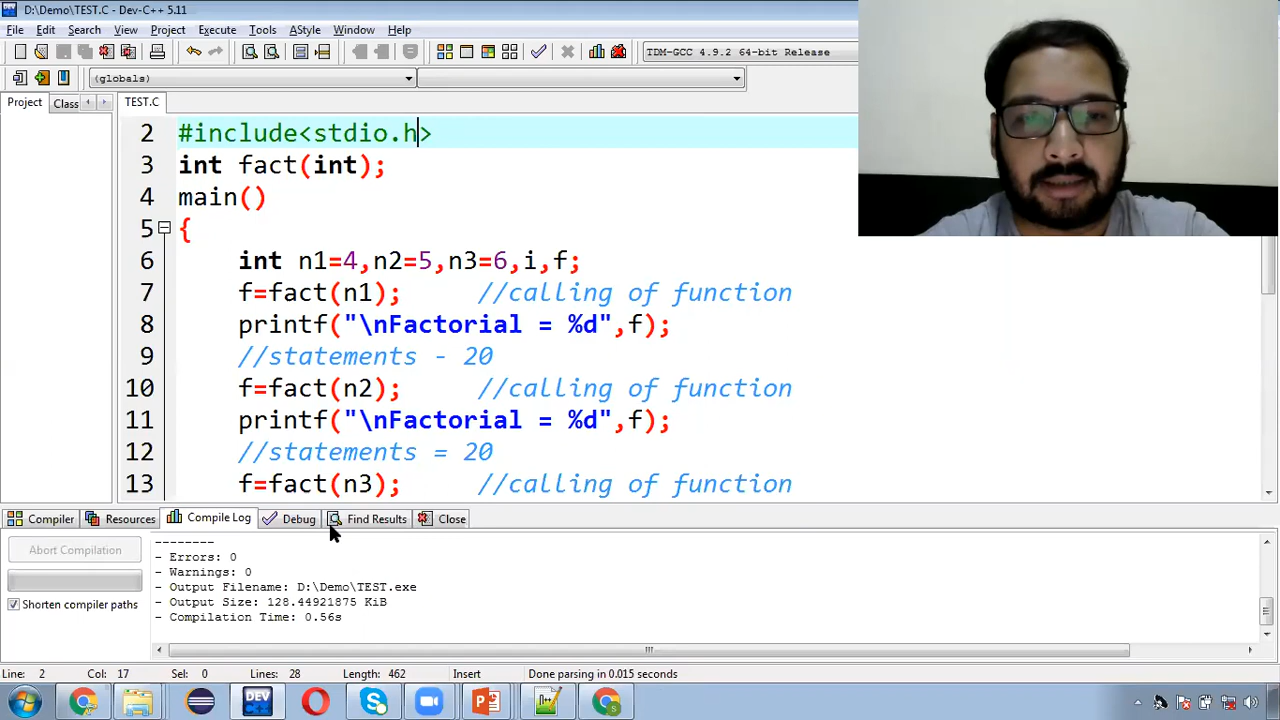 D:\Demo\TEST.C - Dev-C++ 5.11
File Edit Search View Project Execute Tools AStyle Window Help
TDM-GCC 4.9.2 64-bit Release
(globals)
Project Class TEST.C
2 #include<stdio.h>
3 int fact(int);
4 main()
5 {
6 int n1=4,n2=5,n3=6,i,f;
7 f=fact(n1); //calling of function
8 printf("\nFactorial = %d",f);
9 //statements - 20
10 f=fact(n2); //calling of function
11 printf("\nFactorial = %d",f);
12 //statements = 20
13 f=fact(n3); //calling of function
Compiler Resources Compile Log Debug Find Results Close
Abort Compilation
Shorten compiler paths
--------
- Errors: 0
- Warnings: 0
- Output Filename: D:\Demo\TEST.exe
- Output Size: 128.44921875 KiB
- Compilation Time: 0.56s
Line: 2 Col: 17 Sel: 0 Lines: 28 Length: 462 Insert Done parsing in 0.015 seconds
DEV